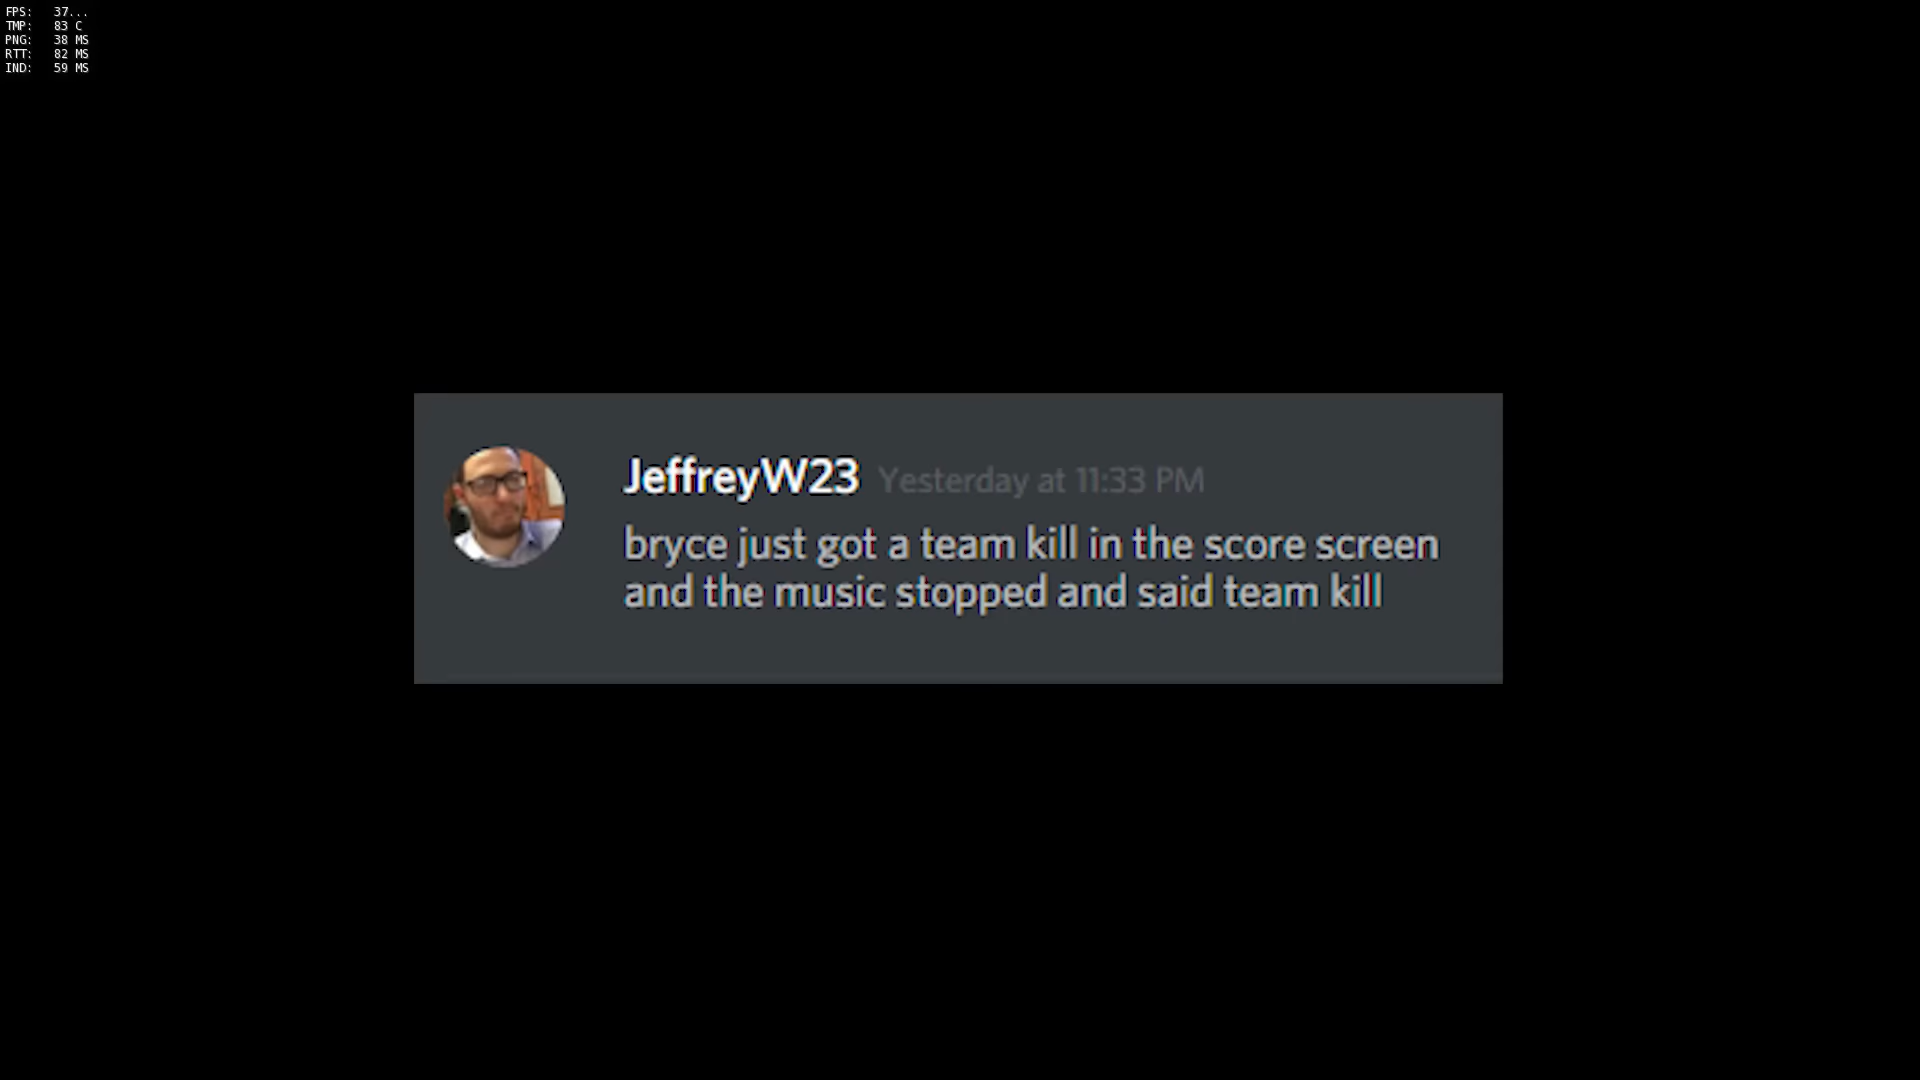 FPS: 37...
TMP: 83 C
PNG: 38 MS
RTT: 82 MS
IND: 59 MS
JeffreyW23 Yesterday at 11:33 PM
bryce just got a team kill in the score screen
and the music stopped and said team kill